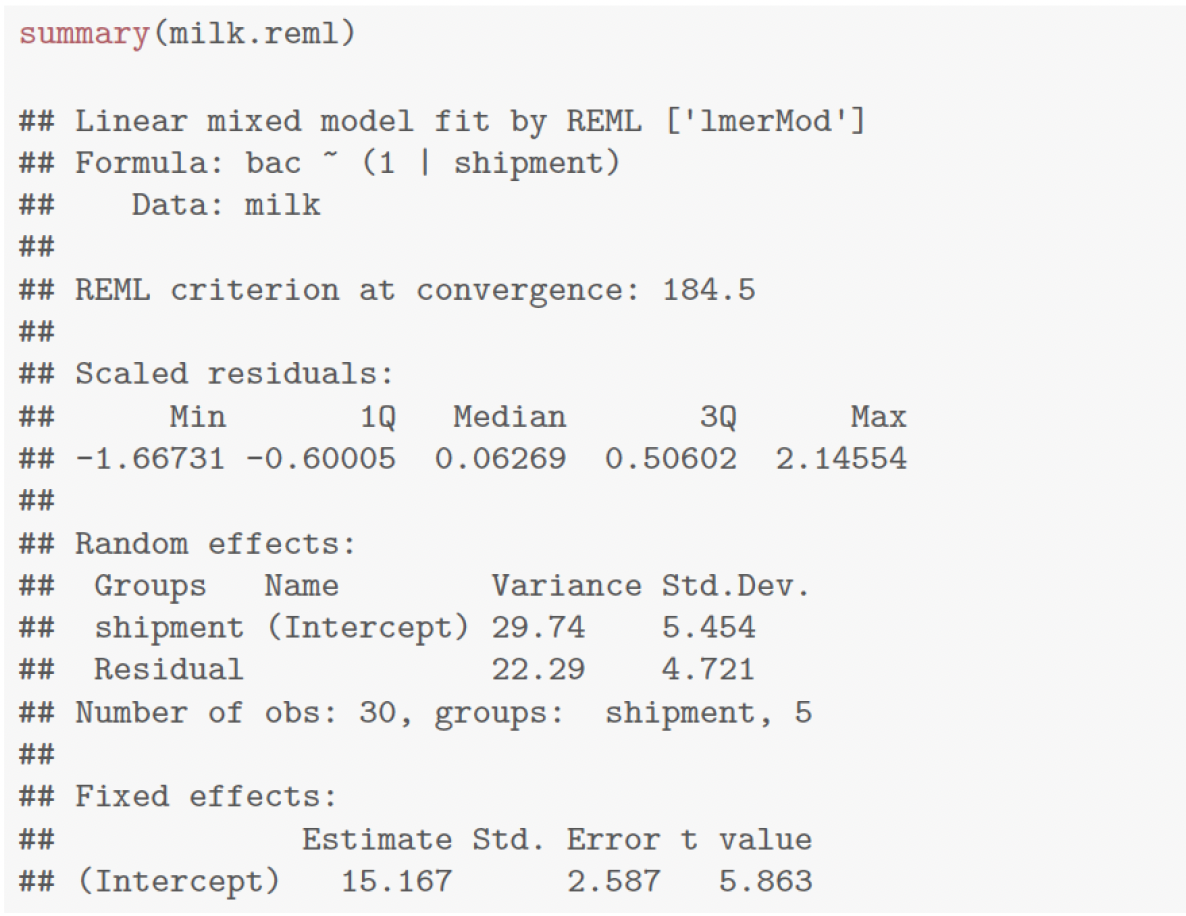 summary(milk.reml)
## Linear mixed model fit by REML ['lmerMod']
## Formula: bac ~ (1 | shipment)
##    Data: milk
##
## REML criterion at convergence: 184.5
##
## Scaled residuals:
##      Min       1Q   Median       3Q      Max
## -1.66731 -0.60005  0.06269  0.50602  2.14554
##
## Random effects:
##  Groups   Name        Variance Std.Dev.
##  shipment (Intercept) 29.74    5.454
##  Residual             22.29    4.721
## Number of obs: 30, groups:  shipment, 5
##
## Fixed effects:
##             Estimate Std. Error t value
## (Intercept)   15.167      2.587   5.863